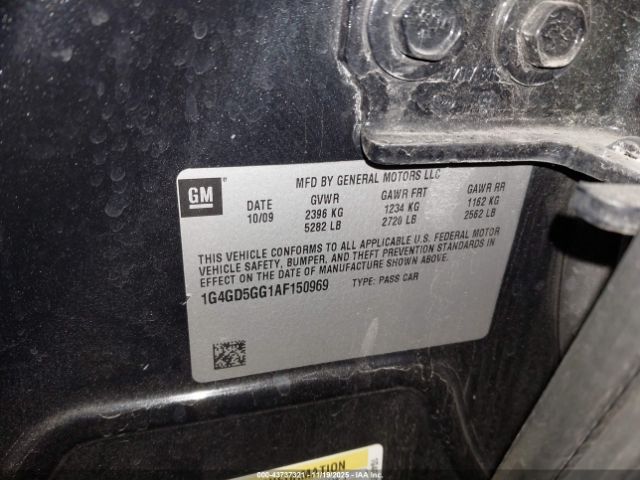 GM
MFD BY GENERAL MOTORS LLC
DATE GVWR GAWR FRT GAWR RR
10/09 2396 KG 1234 KG 1162 KG
5282 LB 2720 LB 2562 LB
THIS VEHICLE CONFORMS TO ALL APPLICABLE U.S. FEDERAL MOTOR
VEHICLE SAFETY, BUMPER, AND THEFT PREVENTION STANDARDS IN
EFFECT ON THE DATE OF MANUFACTURE SHOWN ABOVE.
1G4GD5GG1AF150969 TYPE: PASS CAR
000-43737321 - 11/19/2025 - IAAI.COM